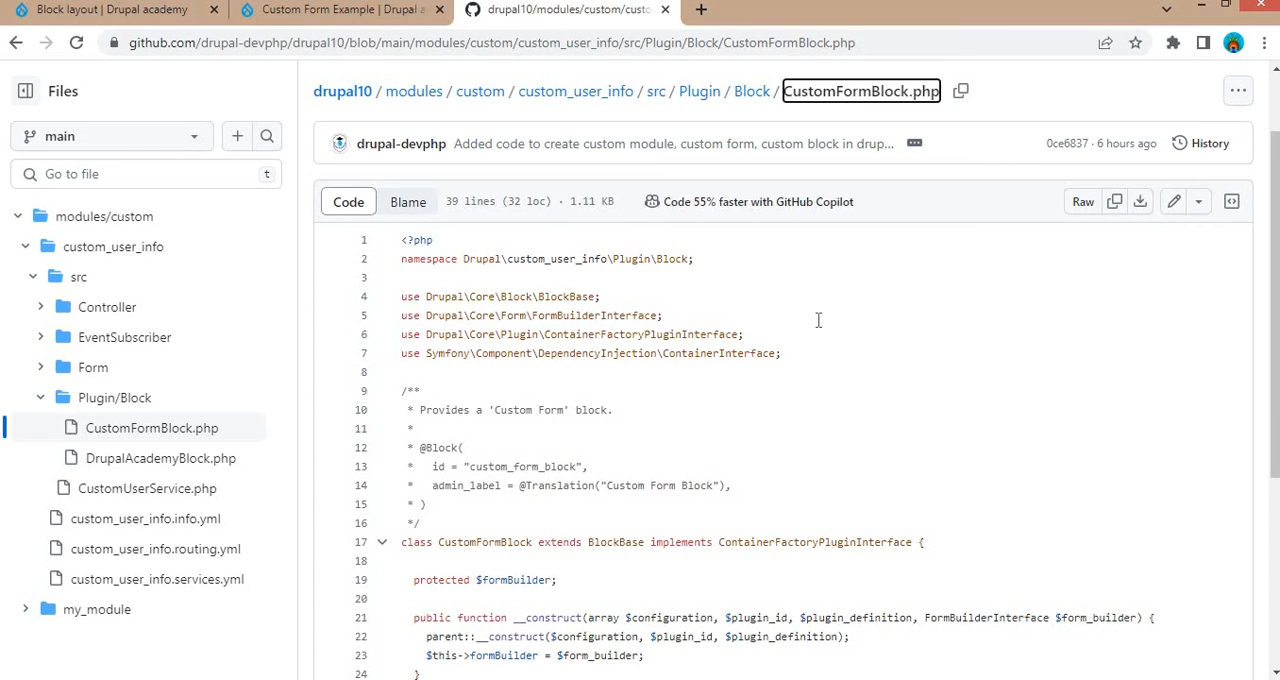 Block layout | Drupal academy
Custom Form Example | Drupal a
drupal10/modules/custom/custo
github.com/drupal-devphp/drupal10/blob/main/modules/custom/custom_user_info/src/Plugin/Block/CustomFormBlock.php
Files
main
Go to file
t
modules/custom
custom_user_info
src
Controller
EventSubscriber
Form
Plugin/Block
CustomFormBlock.php
DrupalAcademyBlock.php
CustomUserService.php
custom_user_info.info.yml
custom_user_info.routing.yml
custom_user_info.services.yml
my_module
drupal10 / modules / custom / custom_user_info / src / Plugin / Block / CustomFormBlock.php
drupal-devphp Added code to create custom module, custom form, custom block in drup... 0ce6837 · 6 hours ago History
Code Blame 39 lines (32 loc) · 1.11 KB Code 55% faster with GitHub Copilot Raw
1 <?php
2 namespace Drupal\custom_user_info\Plugin\Block;
3
4 use Drupal\Core\Block\BlockBase;
5 use Drupal\Core\Form\FormBuilderInterface;
6 use Drupal\Core\Plugin\ContainerFactoryPluginInterface;
7 use Symfony\Component\DependencyInjection\ContainerInterface;
8
9 /**
10 * Provides a 'Custom Form' block.
11 *
12 * @Block(
13 * id = "custom_form_block",
14 * admin_label = @Translation("Custom Form Block"),
15 * )
16 */
17 class CustomFormBlock extends BlockBase implements ContainerFactoryPluginInterface {
18
19 protected $formBuilder;
20
21 public function __construct(array $configuration, $plugin_id, $plugin_definition, FormBuilderInterface $form_builder) {
22 parent::__construct($configuration, $plugin_id, $plugin_definition);
23 $this->formBuilder = $form_builder;
24 }